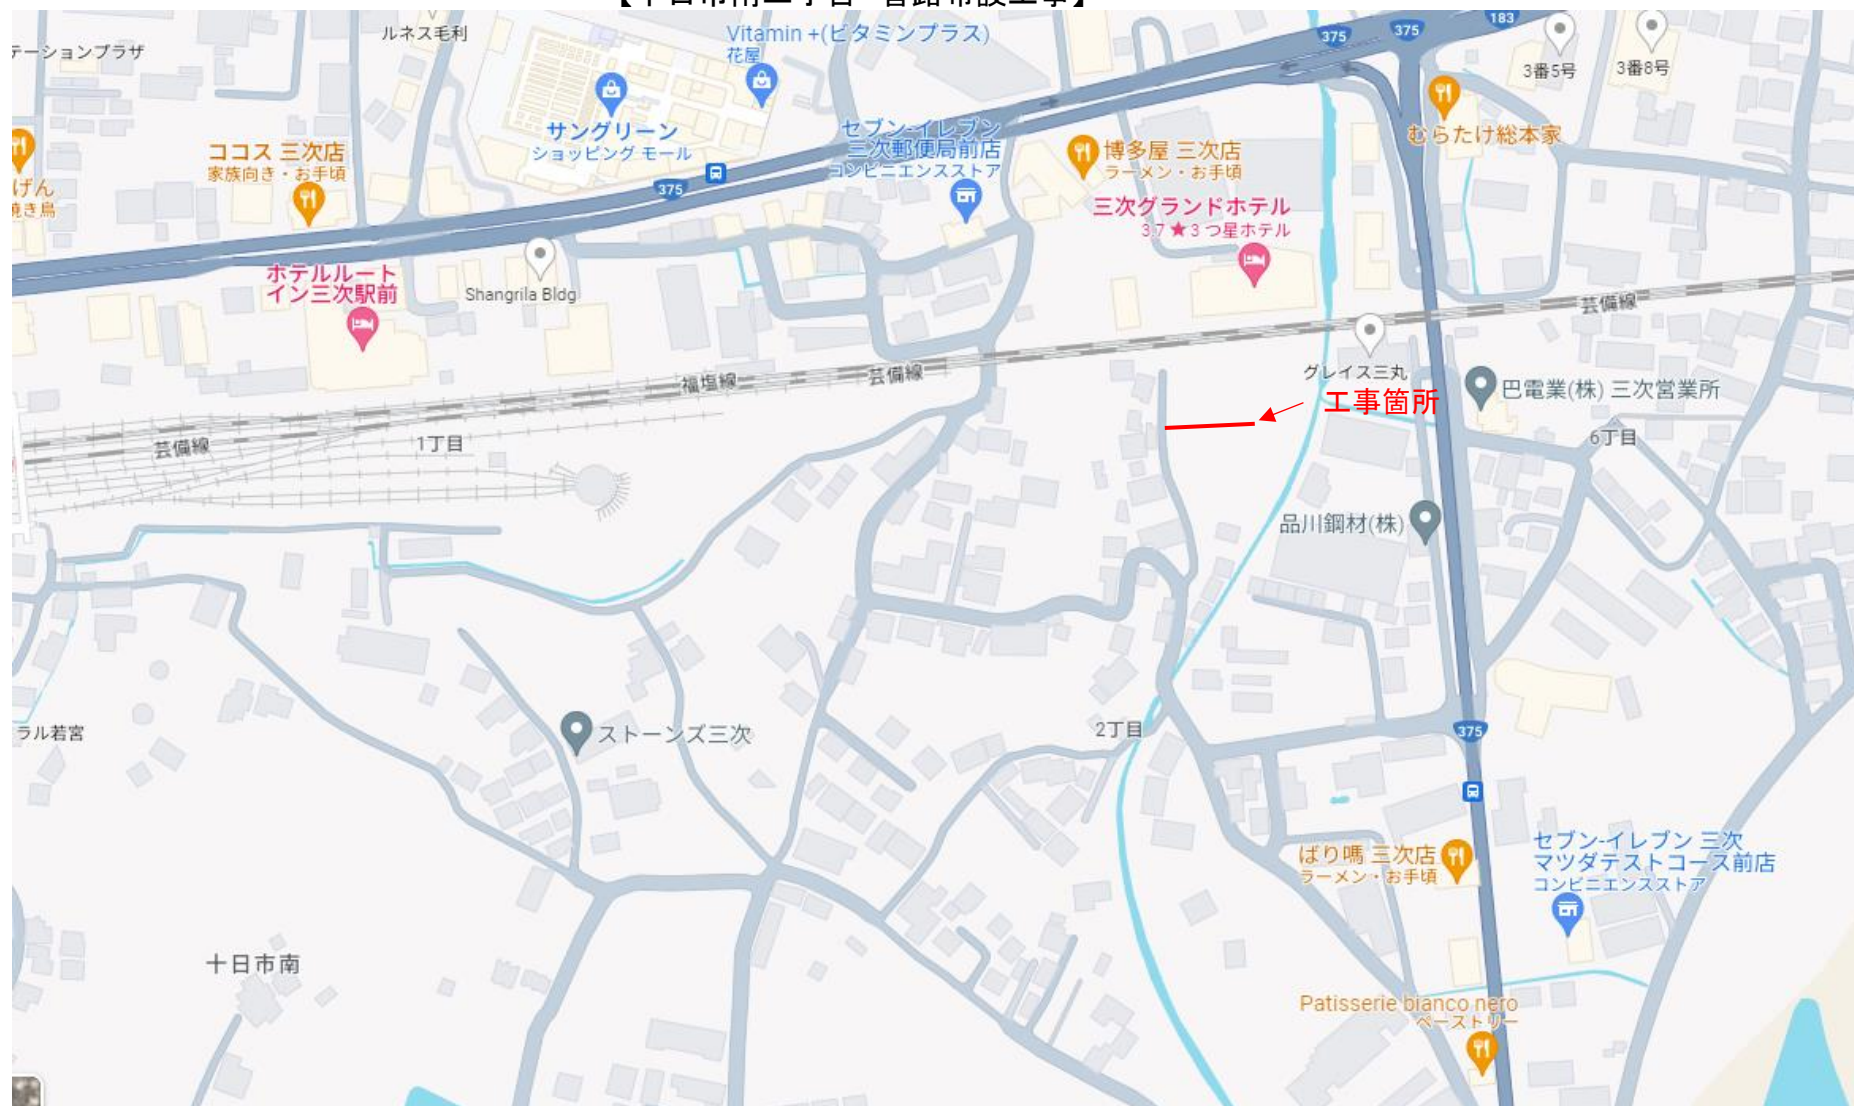 ルネス毛利
Vitamin +(ビタミンプラス)
花屋
375
375
183
3番5号
3番8号
テーションプラザ
サングリーン
ショッピング モール
セブン-イレブン
三次郵便局前店
コンビニエンスストア
むらたけ総本家
ココス 三次店
家族向き・お手頃
博多屋 三次店
ラーメン・お手頃
げん
焼き鳥
375
三次グランドホテル
3.7★3 つ星ホテル
ホテルルート
イン三次駅前
Shangrila Bldg
芸備線
福塩線
芸備線
グレイス三丸
巴電業(株) 三次営業所
工事箇所
芸備線
1丁目
6丁目
品川鋼材(株)
ラル若宮
ストーンズ三次
2丁目
375
ばり嗎 三次店
ラーメン・お手頃
セブン-イレブン 三次
マツダテストコース前店
コンビニエンスストア
十日市南
Patisserie bianco nero
ペーストリー